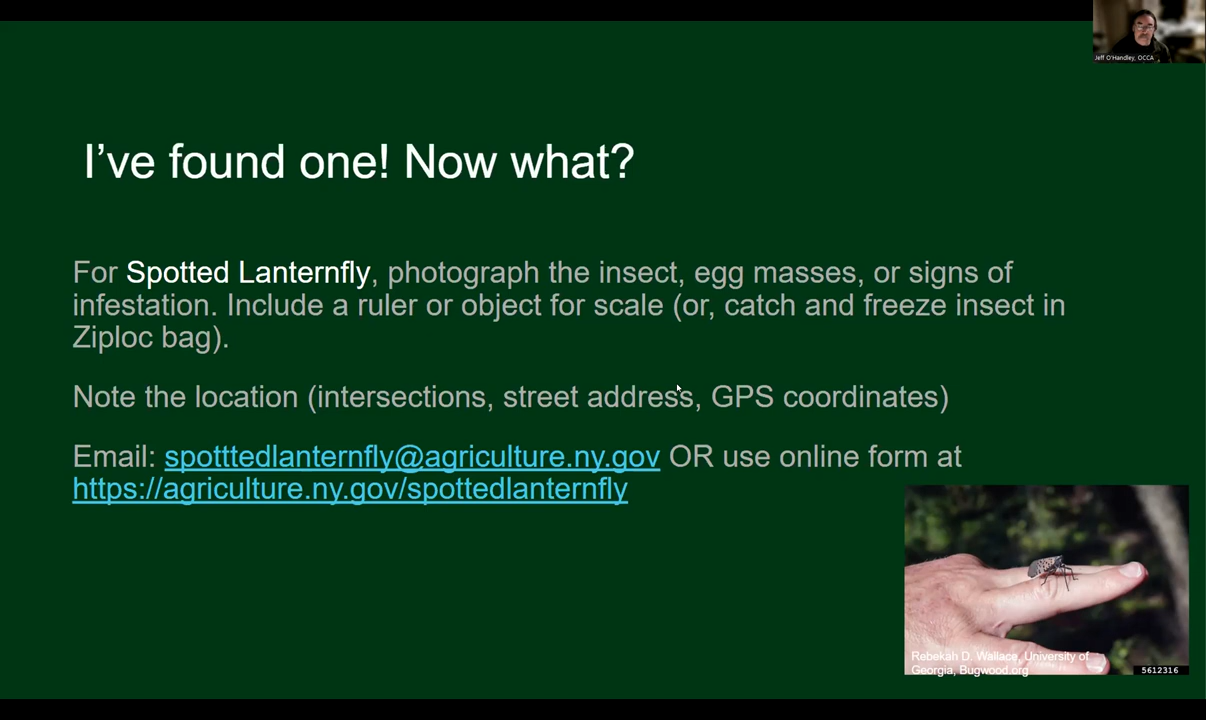 Jeff O'Handley, OCCA
I've found one! Now what?
For Spotted Lanternfly, photograph the insect, egg masses, or signs of
infestation. Include a ruler or object for scale (or, catch and freeze insect in
Ziploc bag).
Note the location (intersections, street address, GPS coordinates)
Email: spotttedlanternfly@agriculture.ny.gov OR use online form at
https://agriculture.ny.gov/spottedlanternfly
Rebekah D. Wallace, University of
Georgia, Bugwood.org
5612316